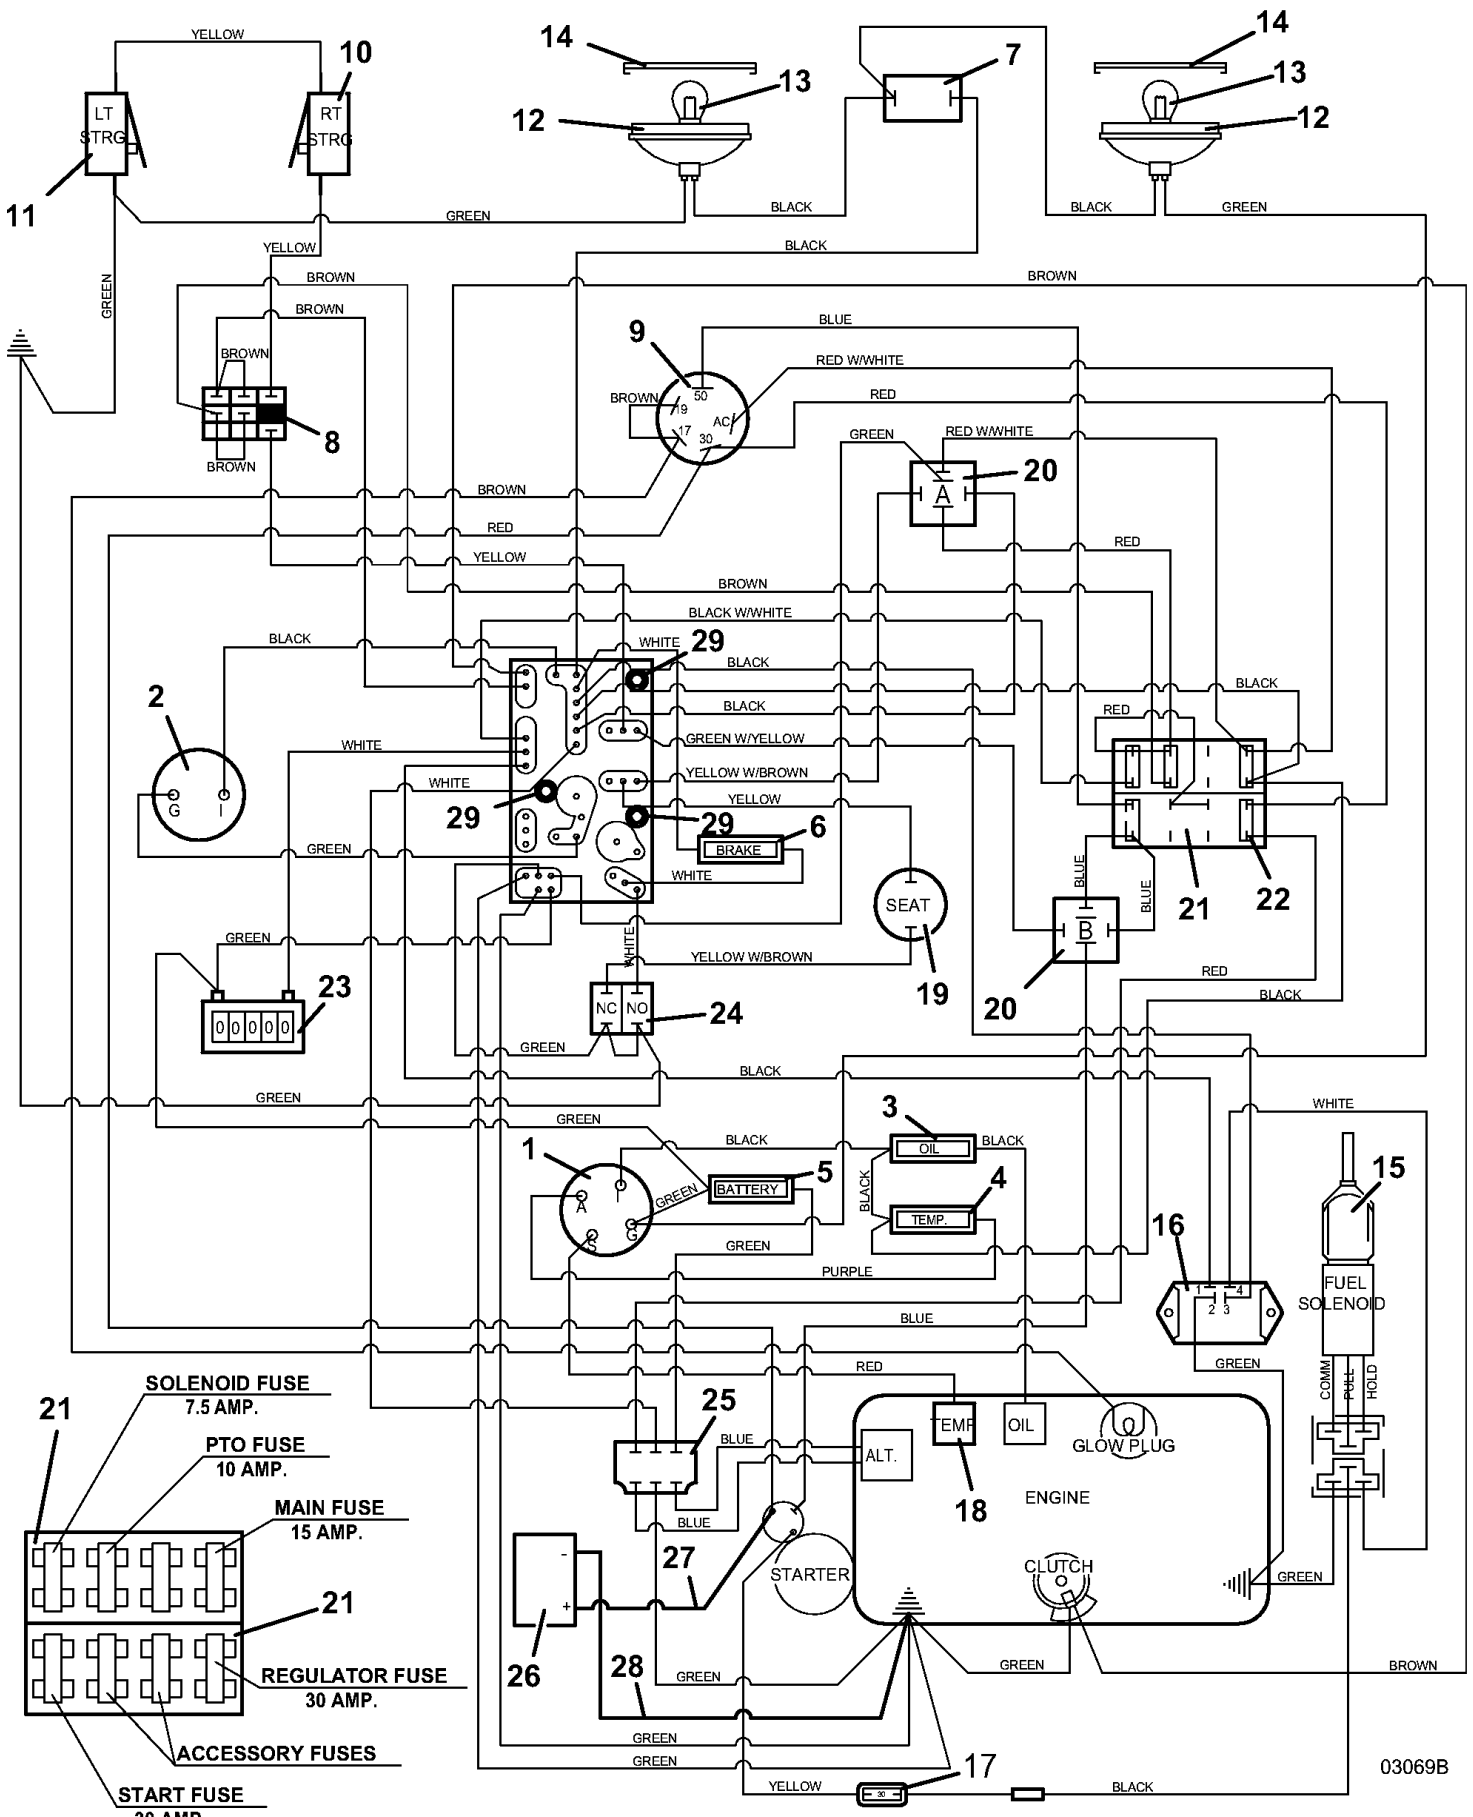 YELLOW
14
10
14
7
13
13
LT
STRG
RT
STRG
12
12
11
GREEN
BLACK
BLACK
GREEN
YELLOW
BLACK
GREEN
BROWN
BROWN
BROWN
BLUE
9
BROWN
RED W/WHITE
50
BROWN
19
AC
RED
17
30
GREEN
RED W/WHITE
8
BROWN
20
A
BROWN
RED
RED
YELLOW
BROWN
BLACK W/WHITE
BLACK
WHITE
29
BLACK
2
BLACK
BLACK
RED
WHITE
GREEN W/YELLOW
WHITE
YELLOW W/BROWN
G
I
YELLOW
29
29
6
GREEN
BRAKE
WHITE
BLUE
BLUE
21
22
SEAT
B
GREEN
WHITE
YELLOW W/BROWN
RED
23
19
20
BLACK
00000
NC
NO
24
GREEN
BLACK
GREEN
WHITE
3
GREEN
1
BLACK
OIL
BLACK
15
5
BATTERY
GREEN
BLACK
4
A
I
S
G
TEMP.
16
GREEN
PURPLE
1
4
2
3
FUEL
SOLENOID
BLUE
GREEN
RED
COMM
PULL
HOLD
SOLENOID FUSE
7.5 AMP.
21
25
PTO FUSE
10 AMP.
BLUE
ALT.
TEMP
OIL
GLOW PLUG
MAIN FUSE
15 AMP.
18
ENGINE
BLUE
27
CLUTCH
STARTER
GREEN
-
+
21
26
28
REGULATOR FUSE
30 AMP.
GREEN
GREEN
BROWN
ACCESSORY FUSES
GREEN
GREEN
17
03069B
START FUSE
YELLOW
30
BLACK
30 AMP.